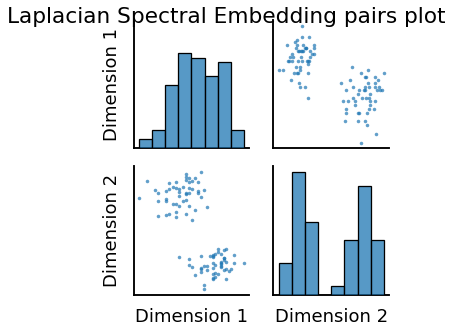 Laplacian Spectral Embedding pairs plot
Dimension 1
Dimension 2
Dimension 1
Dimension 2